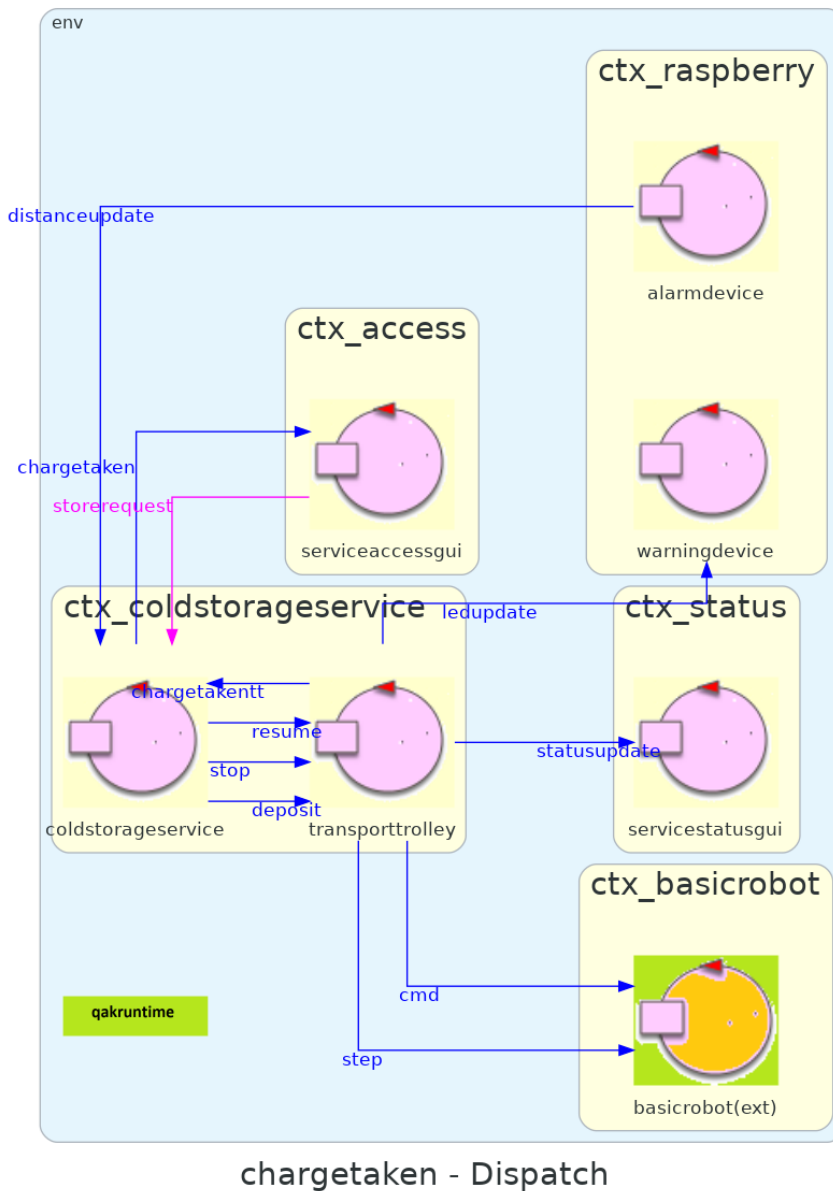 env
ctx_raspberry
distanceupdate
alarmdevice
ctx_access
chargetaken
storerequest
serviceaccessgui
warningdevice
ctx_coldstorageservice
ledupdate
ctx_status
chargetakentt
resume
statusupdate
stop
deposit
coldstorageservice
transporttrolley
servicestatusgui
ctx_basicrobot
cmd
qakruntime
step
basicrobot(ext)
chargetaken - Dispatch